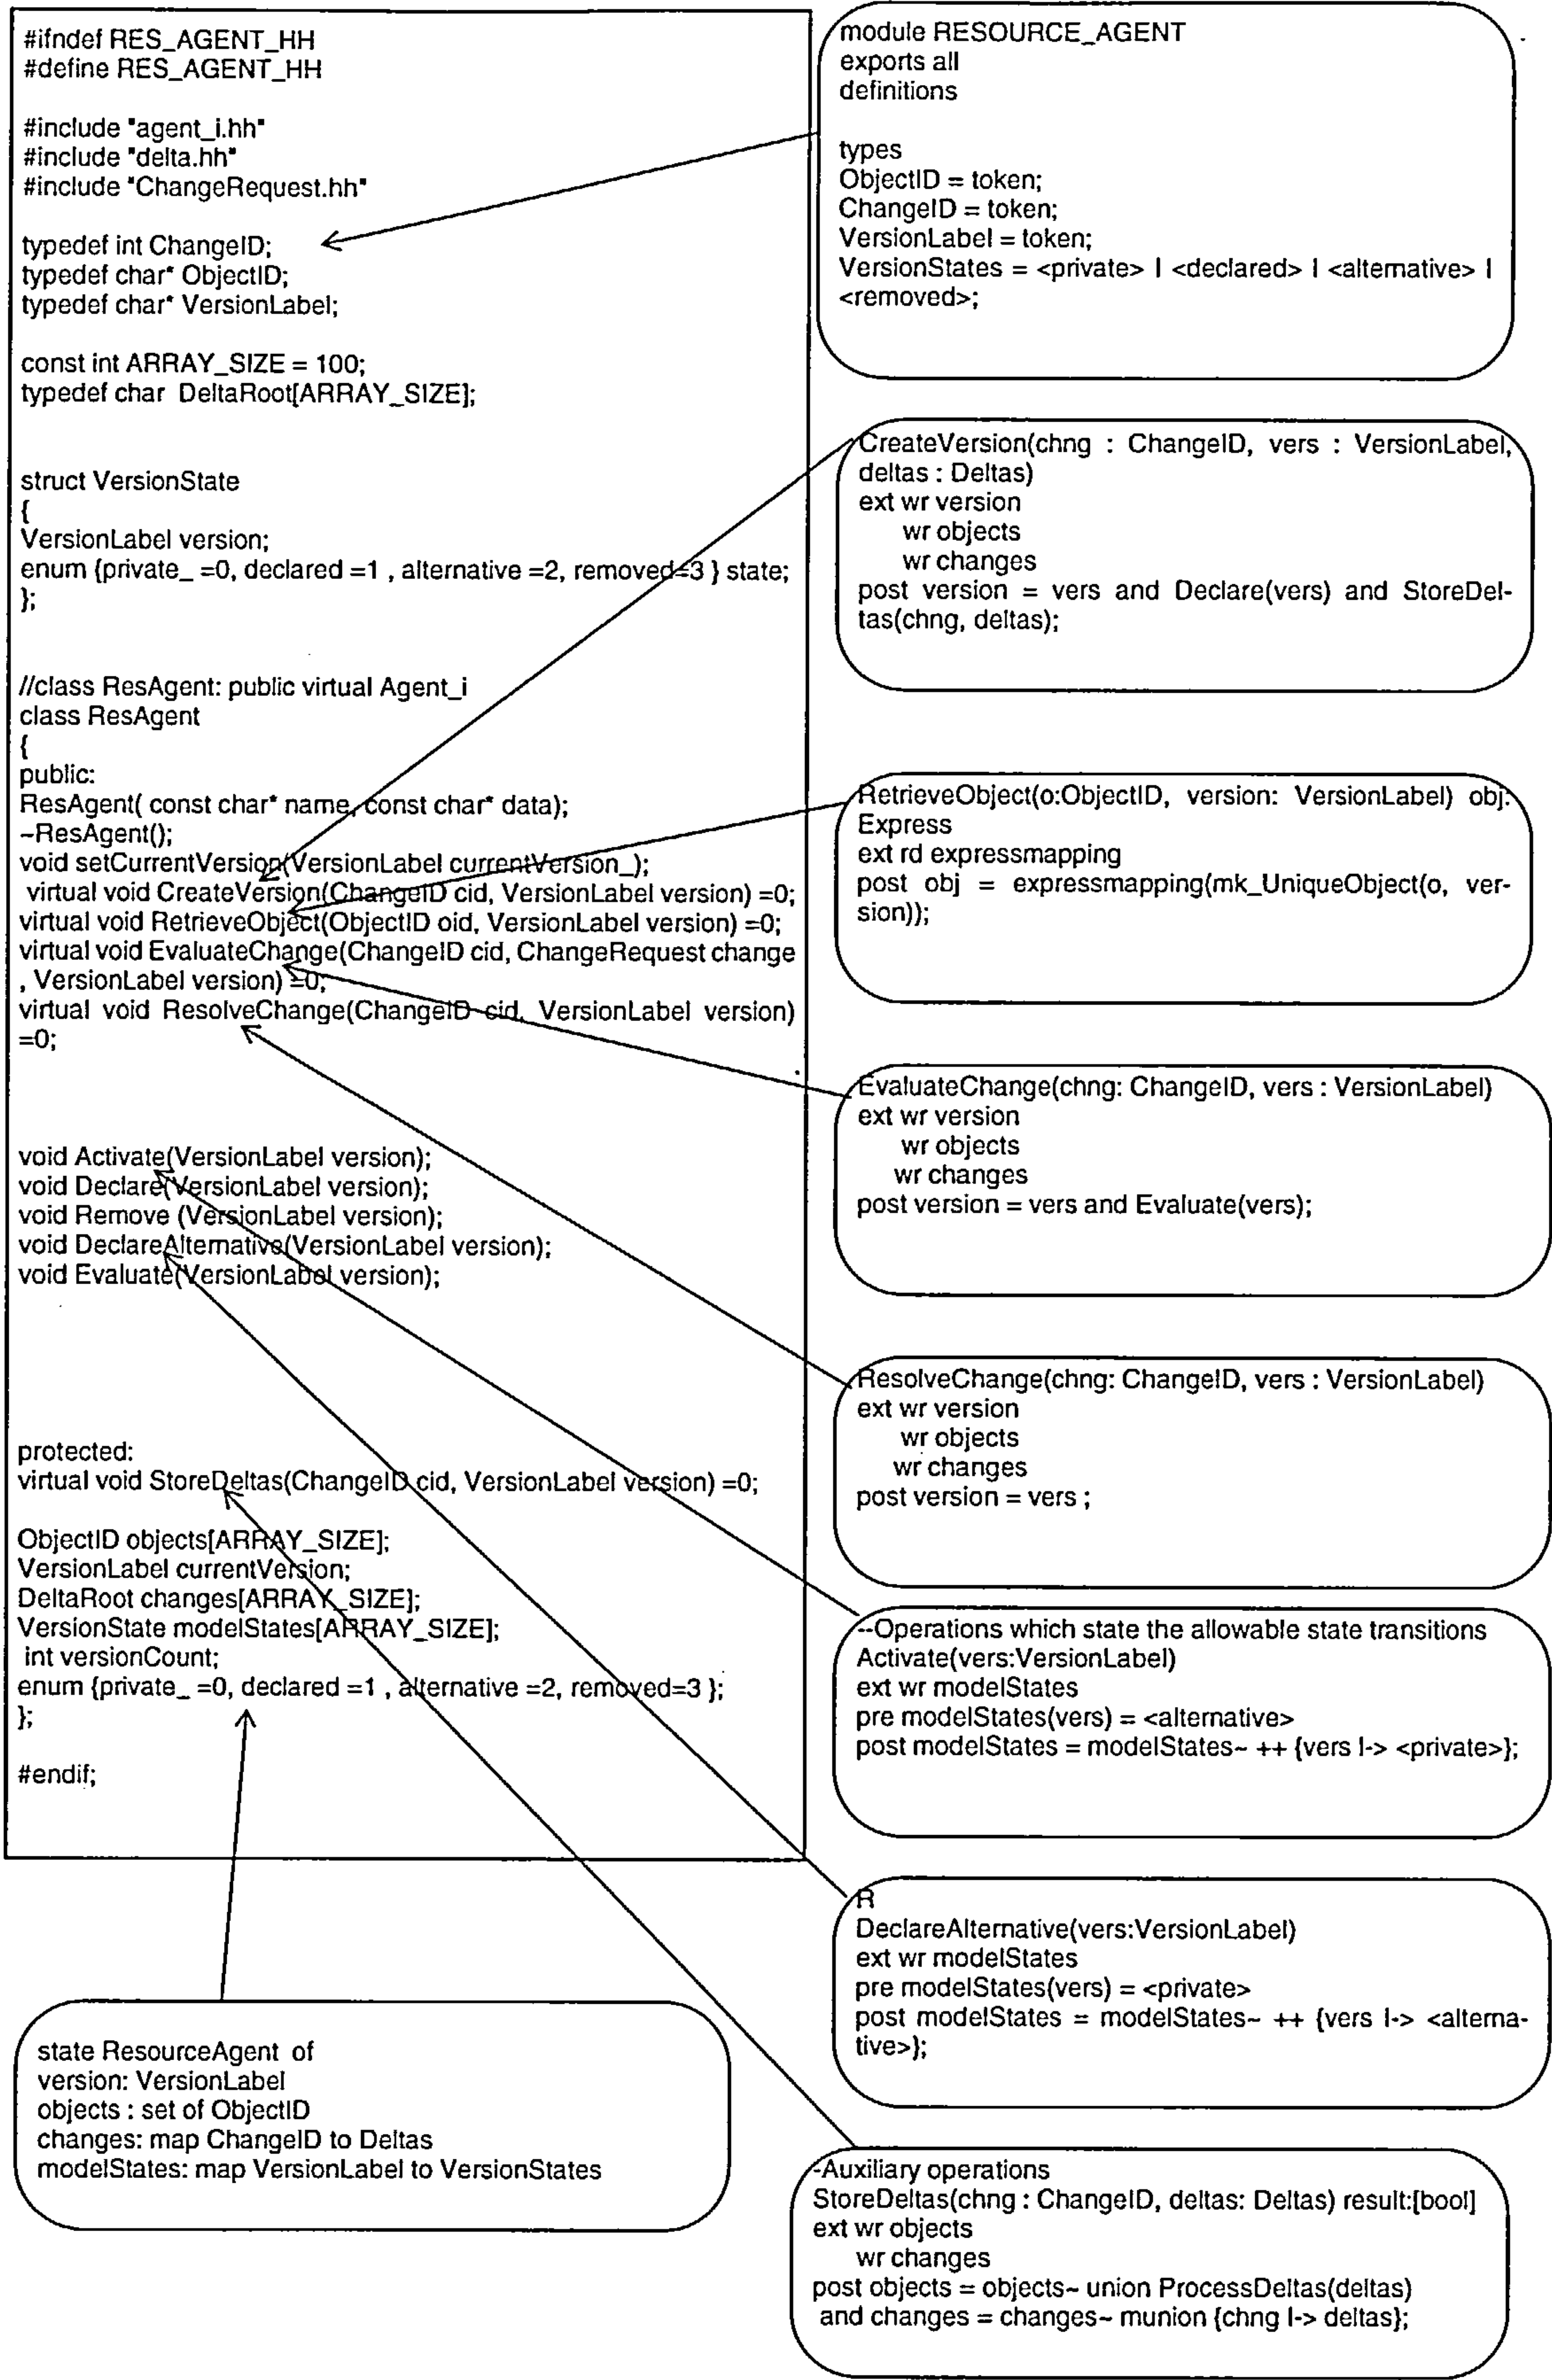 #ifndef RES_AGENT_HH
#define RES_AGENT_HH
#include "agent_i.hh"
#include "delta.hh"
#include "ChangeRequest.hh"
typedef int ChangeID;
typedef char* ObjectID;
typedef char* VersionLabel;
const int ARRAY_SIZE = 100;
typedef char DeltaRoot[ARRAY_SIZE];
struct VersionState
{
VersionLabel version;
enum {private_ =0, declared =1 , alternative =2, removed=3 } state;
};
//class ResAgent: public virtual Agent_i
class ResAgent
{
public:
ResAgent( const char* name, const char* data);
~ResAgent();
void setCurrentVersion(VersionLabel currentVersion_);
virtual void CreateVersion(ChangeID cid, VersionLabel version) =0;
virtual void RetrieveObject(ObjectID oid, VersionLabel version) =0;
virtual void EvaluateChange(ChangeID cid, ChangeRequest change
, VersionLabel version) =0;
virtual void ResolveChange(ChangeID cid, VersionLabel version)
=0;
void Activate(VersionLabel version);
void Declare(VersionLabel version);
void Remove (VersionLabel version);
void DeclareAlternative(VersionLabel version);
void Evaluate(VersionLabel version);
protected:
virtual void StoreDeltas(ChangeID cid, VersionLabel version) =0;
ObjectID objects[ARRAY_SIZE];
VersionLabel currentVersion;
DeltaRoot changes[ARRAY_SIZE];
VersionState modelStates[ARRAY_SIZE];
int versionCount;
enum {private_ =0, declared =1 , alternative =2, removed=3 };
};
#endif;
state ResourceAgent of
version: VersionLabel
objects : set of ObjectID
changes: map ChangeID to Deltas
modelStates: map VersionLabel to VersionStates
module RESOURCE_AGENT
exports all
definitions
types
ObjectID = token;
ChangeID = token;
VersionLabel = token;
VersionStates = <private> | <declared> | <alternative> |
<removed>;
CreateVersion(chng : ChangeID, vers : VersionLabel,
deltas : Deltas)
ext wr version
wr objects
wr changes
post version = vers and Declare(vers) and StoreDel-
tas(chng, deltas);
RetrieveObject(o:ObjectID, version: VersionLabel) obj:
Express
ext rd expressmapping
post obj = expressmapping(mk_UniqueObject(o, ver-
sion));
EvaluateChange(chng: ChangeID, vers : VersionLabel)
ext wr version
wr objects
wr changes
post version = vers and Evaluate(vers);
ResolveChange(chng: ChangeID, vers : VersionLabel)
ext wr version
wr objects
wr changes
post version = vers ;
--Operations which state the allowable state transitions
Activate(vers:VersionLabel)
ext wr modelStates
pre modelStates(vers) = <alternative>
post modelStates = modelStates~ ++ {vers |-> <private>};
R
DeclareAlternative(vers:VersionLabel)
ext wr modelStates
pre modelStates(vers) = <private>
post modelStates = modelStates~ ++ {vers |-> <alterna-
tive>};
-Auxiliary operations
StoreDeltas(chng : ChangeID, deltas: Deltas) result:[bool]
ext wr objects
wr changes
post objects = objects~ union ProcessDeltas(deltas)
and changes = changes~ munion {chng |-> deltas};